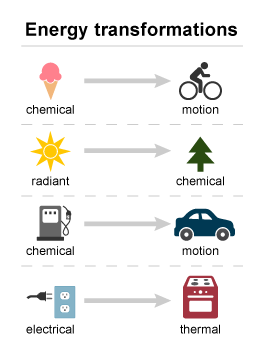 Energy transformations
chemical motion
radiant chemical
chemical motion
electrical thermal